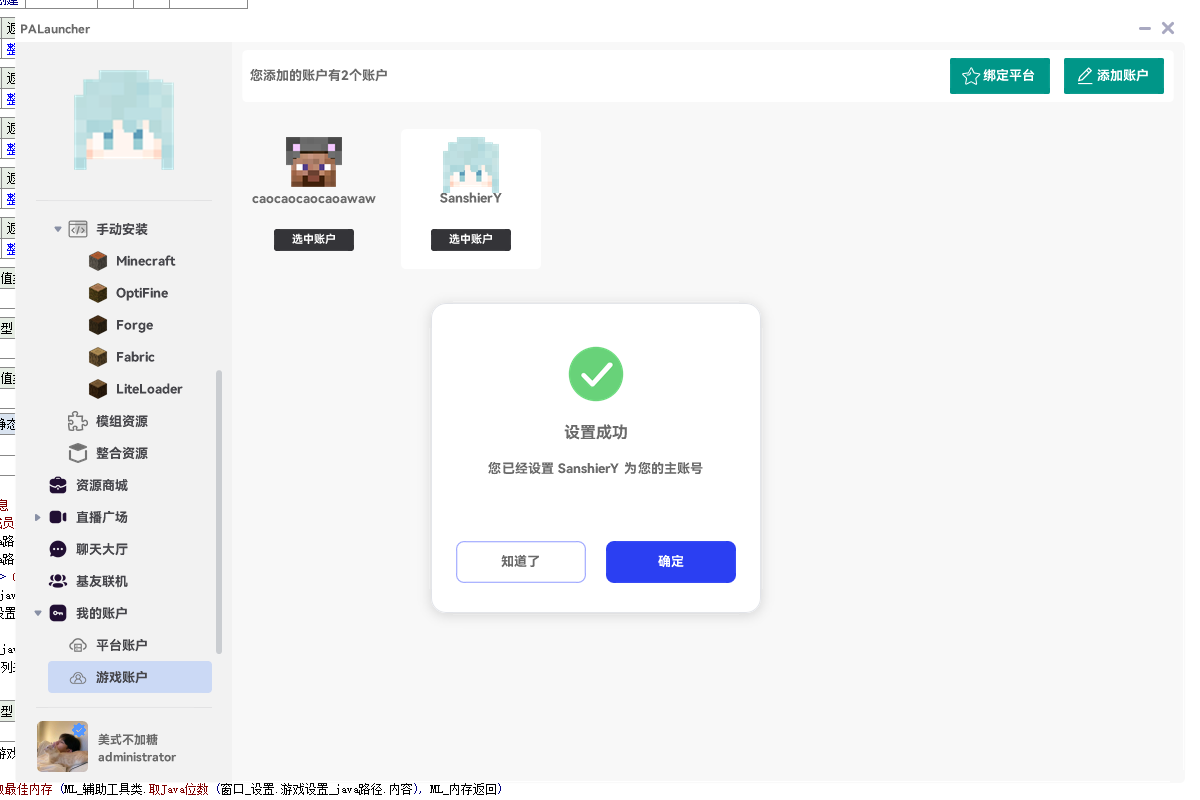 PALauncher
您添加的账户有2个账户
绑定平台
添加账户
caocaocaocaoawaw
选中账户
SanshierY
选中账户
手动安装
Minecraft
OptiFine
Forge
Fabric
LiteLoader
模组资源
整合资源
资源商城
直播广场
聊天大厅
基友联机
我的账户
平台账户
游戏账户
美式不加糖
administrator
设置成功
您已经设置 SanshierY 为您的主账号
知道了
确定
最佳内存 (ML_辅助工具类.取Java位数 (窗口_设置.游戏设置_java路径.内容), ML_内存返回)